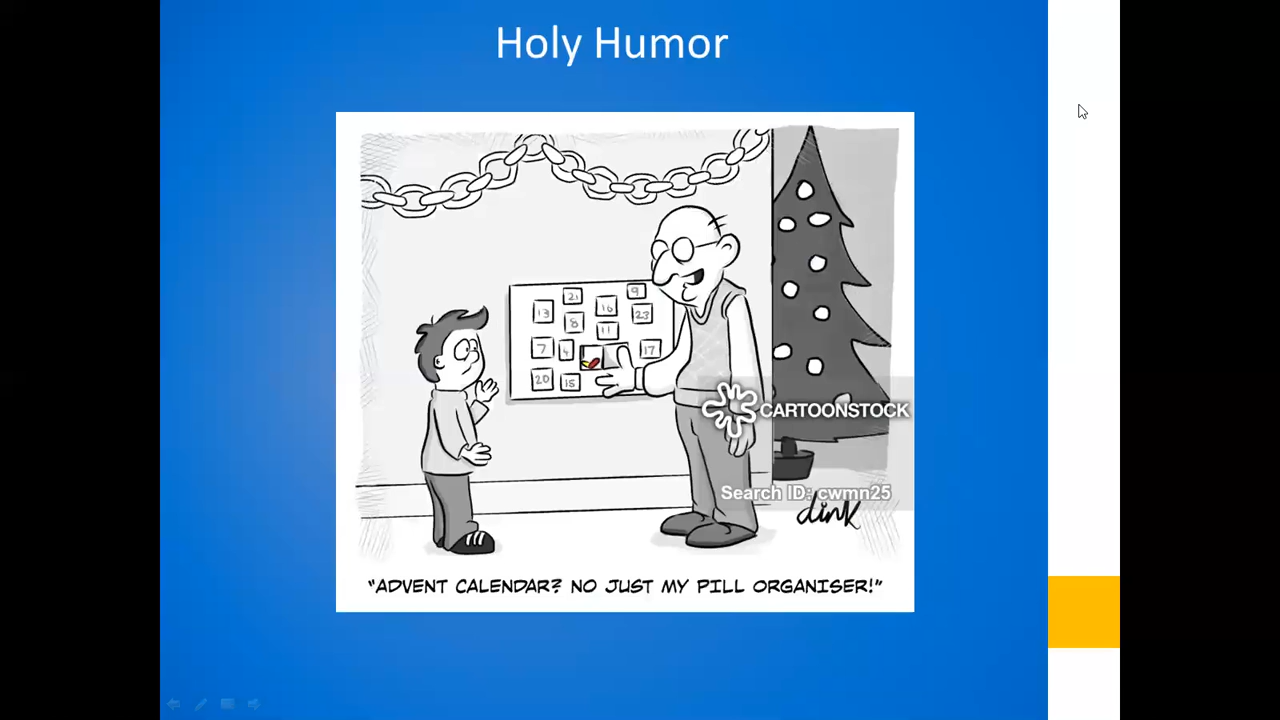 Holy Humor
21
9
13
16
23
8
11
7
4
17
20
15
CARTOONSTOCK
Search ID: cwmn25
dink
"ADVENT CALENDAR? NO JUST MY PILL ORGANISER!"